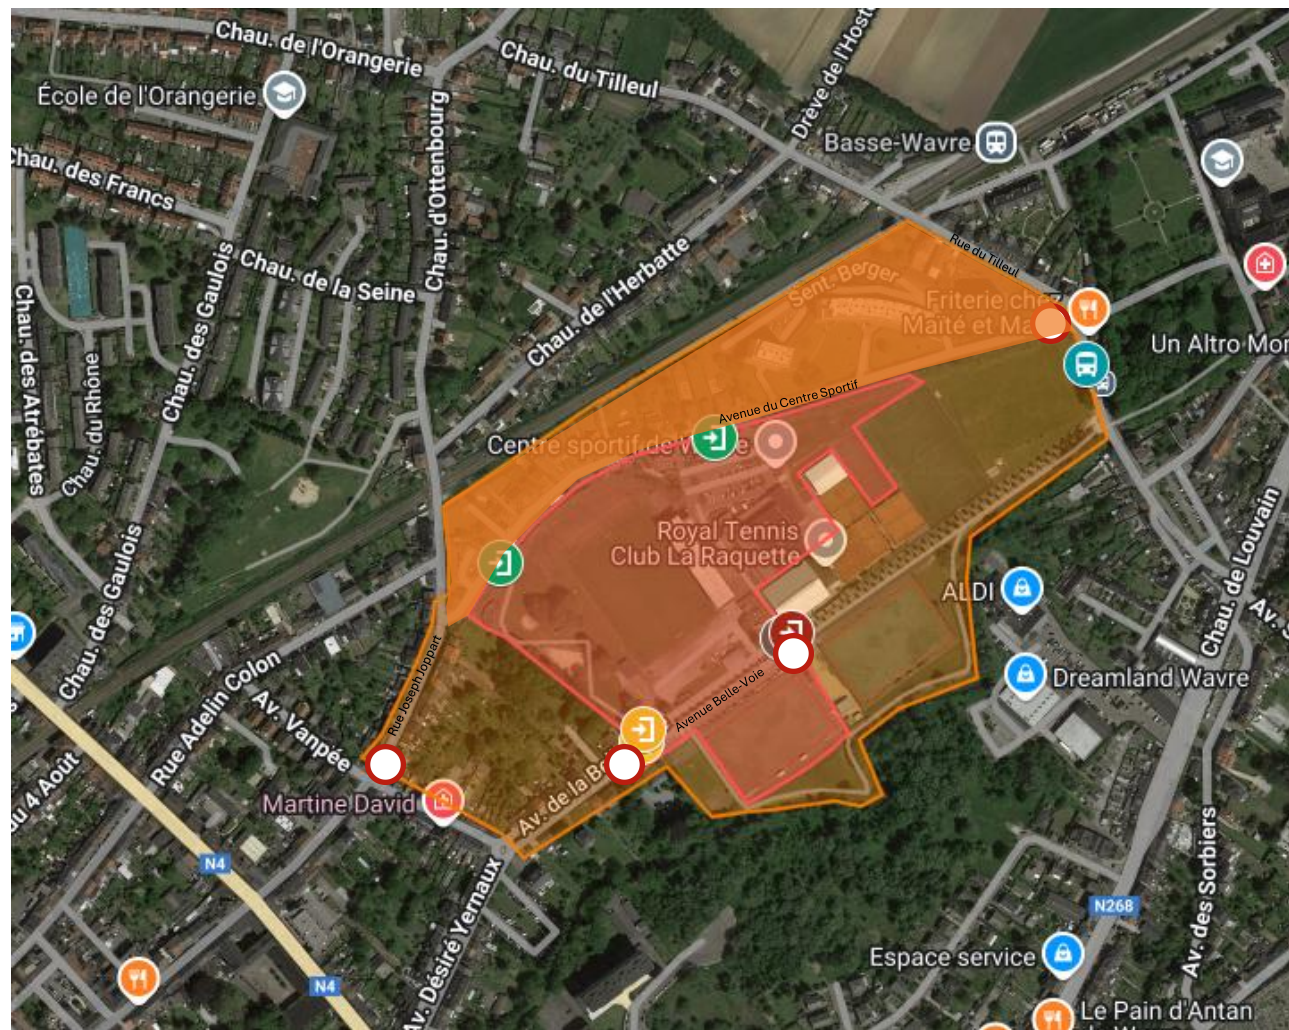 Chau. de l'Orangerie
Chau. du Tilleul
Drève de l'Host
École de l'Orangerie
Basse-Wavre
Chau. d'Ottenbourg
Chau. des Francs
Chau. des Gaulois
Chau. de la Seine
Chau. de l'Herbatte
Rue du Tilleul
Sent. Berger
Friterie chez
Maïté et Ma
Un Altro Mo
Chau. des Atrébates
Chau. du Rhône
Avenue du Centre Sportif
Centre sportif de W e
Royal Tennis
Club La Raquette
Chau. des Gaulois
ALDI
Chau. de Louvain
Av. S
Rue Adelin Colon
Rue Joseph Joppart
Av. Vanpée
Avenue Belle-Voie
Dreamland Wavre
du 4 Août
Martine David
Av. de la Be
N4
Av. Désiré Yernaux
N268
Av. des Sorbiers
Espace service
N4
Le Pain d'Antan